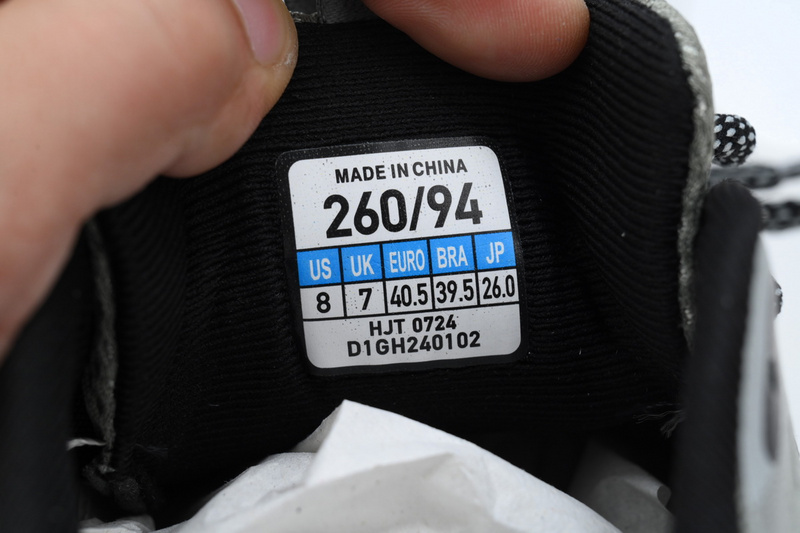 MADE IN CHINA
260/94
US UK EURO BRA JP
8 7 40.5 39.5 26.0
HJT 0724
D1GH240102